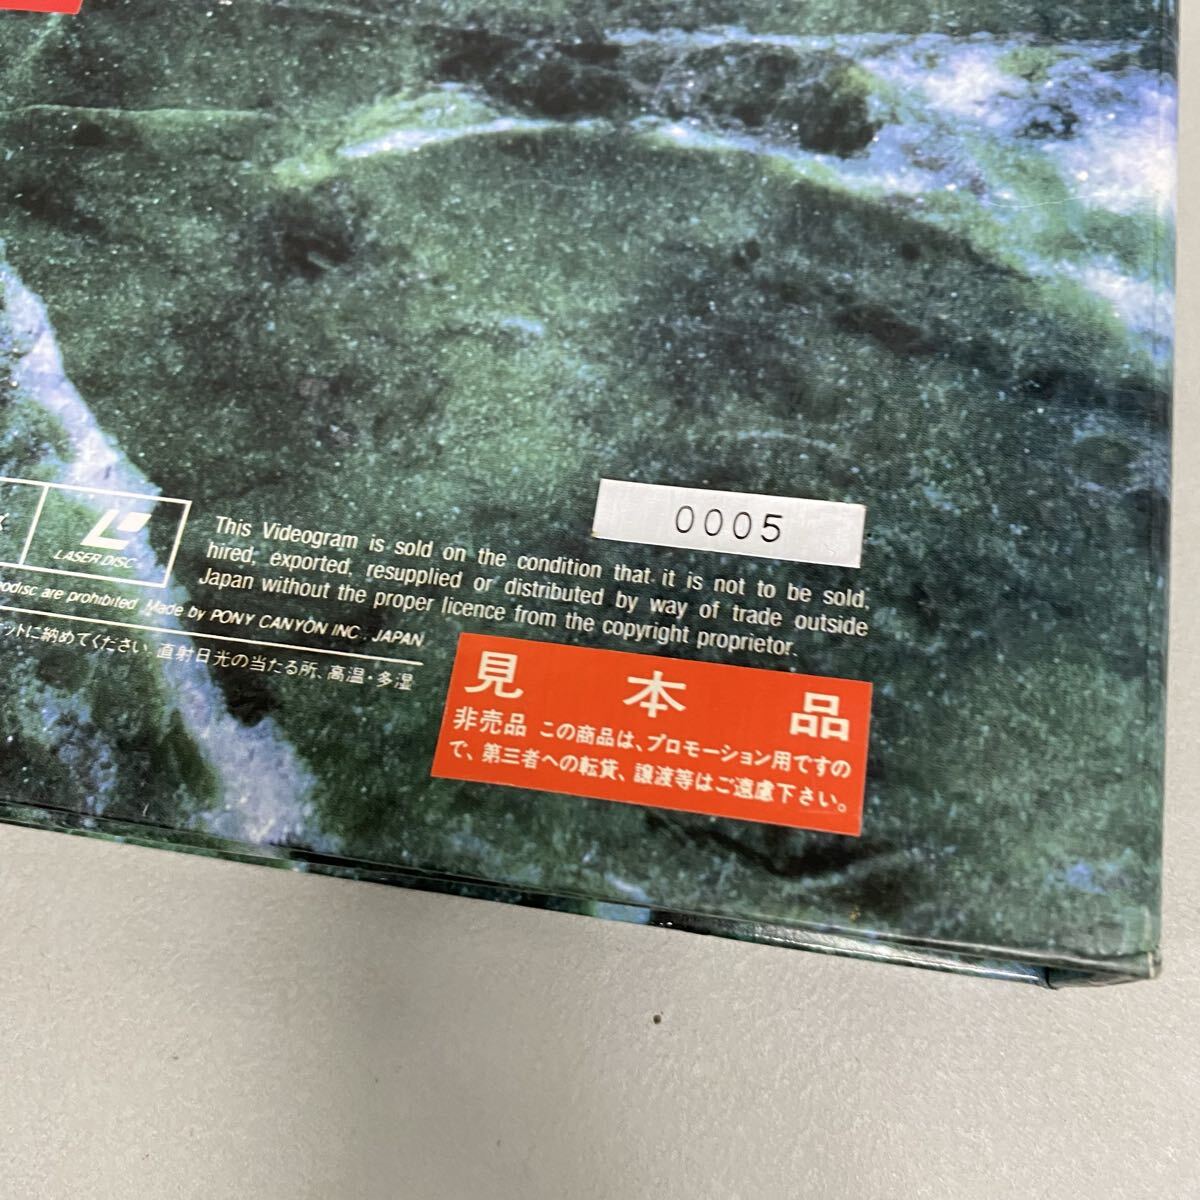 0005
This Videogram is sold on the condition that it is not to be sold,
hired, exported, resupplied or distributed by way of trade outside
Japan without the proper licence from the copyright proprietor.
LASER DISC
are prohibited. Made by PONY CANYON INC., JAPAN
ットに納めてください。直射日光の当たる所、高温・多湿
見本品
非売品 この商品は、プロモーション用ですの
で、第三者への転貸、譲渡等はご遠慮下さい。